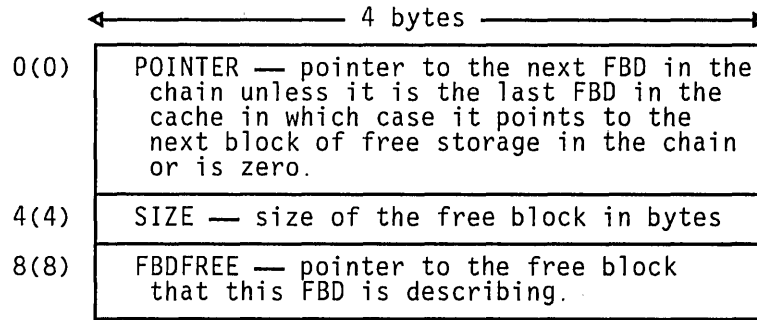 4 bytes
0(0) POINTER — pointer to the next FBD in the
chain unless it is the last FBD in the
cache in which case it points to the
next block of free storage in the chain
or is zero.
4(4) SIZE — size of the free block in bytes
8(8) FBDFREE — pointer to the free block
that this FBD is describing.